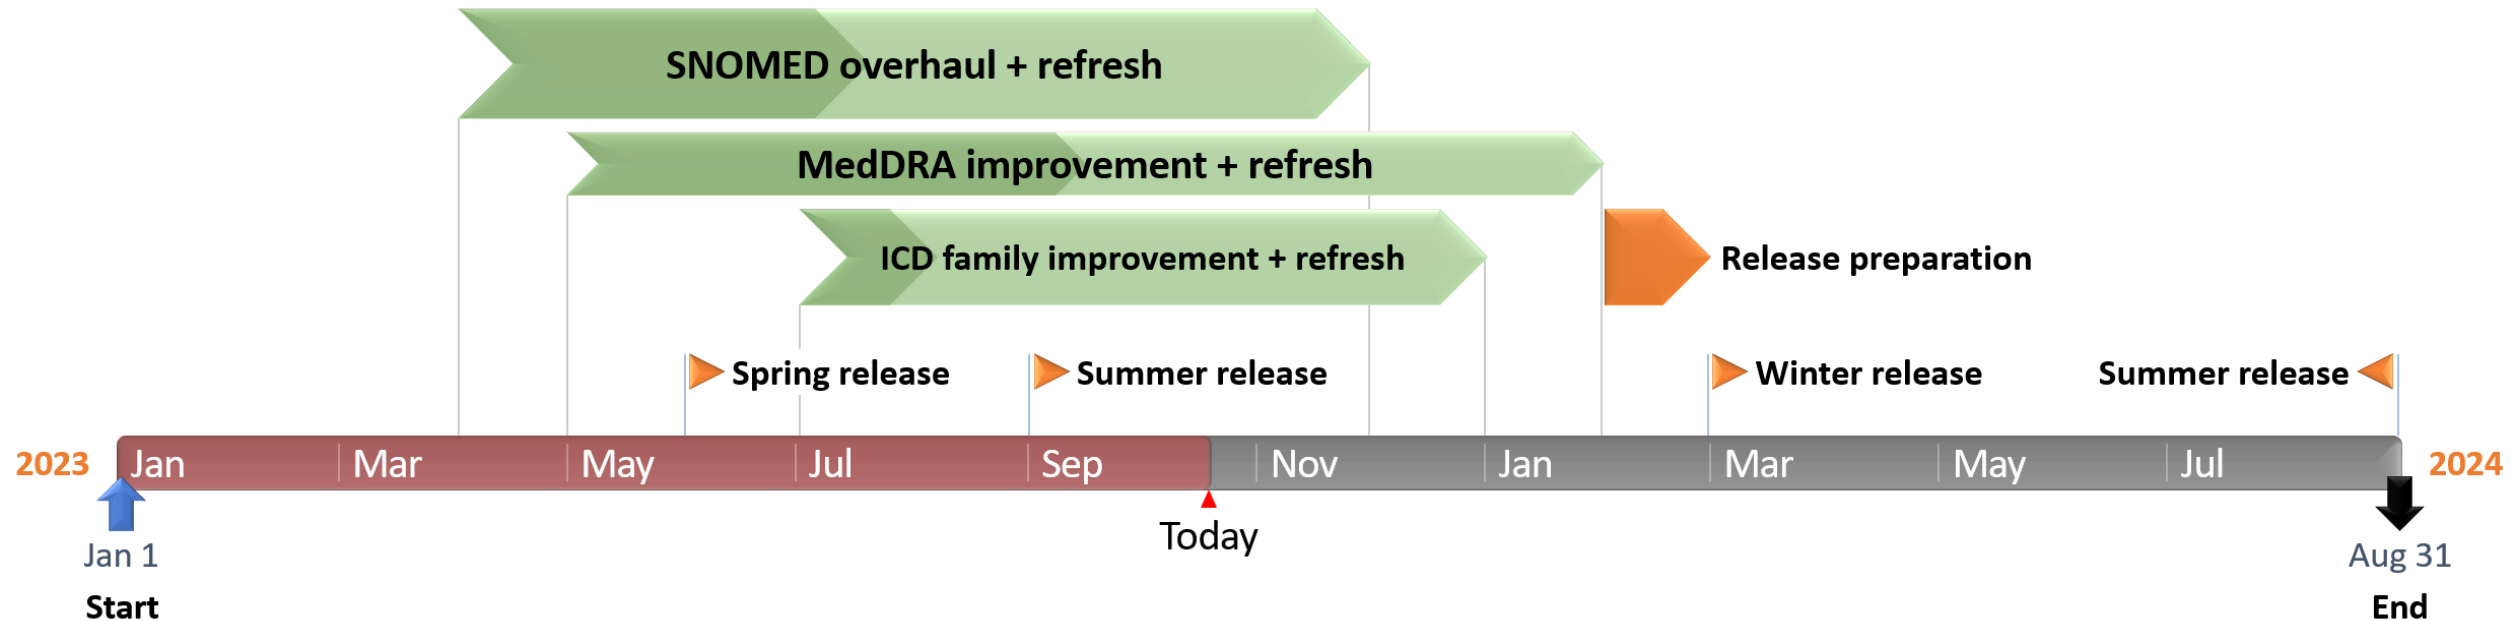 SNOMED overhaul + refresh
MedDRA improvement + refresh
ICD family improvement + refresh
Release preparation
Spring release
Summer release
Winter release
Summer release
2023
Jan
Mar
May
Jul
Sep
Nov
Jan
Mar
May
Jul
2024
Today
Jan 1
Start
Aug 31
End